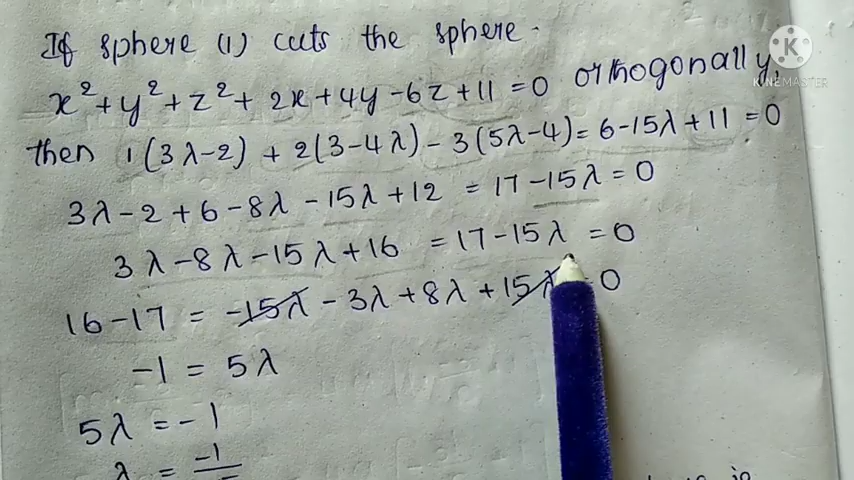 If sphere (1) cuts the sphere.
x² + y² + z² + 2x + 4y - 6z + 11 = 0 orthogonally,
then 1(3λ-2) + 2(3-4λ) - 3(5λ-4) = 6 - 15λ + 11 = 0
3λ - 2 + 6 - 8λ - 15λ + 12 = 17 - 15λ = 0
3λ - 8λ - 15λ + 16 = 17 - 15λ = 0
16 - 17 = -15λ - 3λ + 8λ + 15λ = 0
-1 = 5λ
5λ = -1
λ = -1
K
KINEMASTER